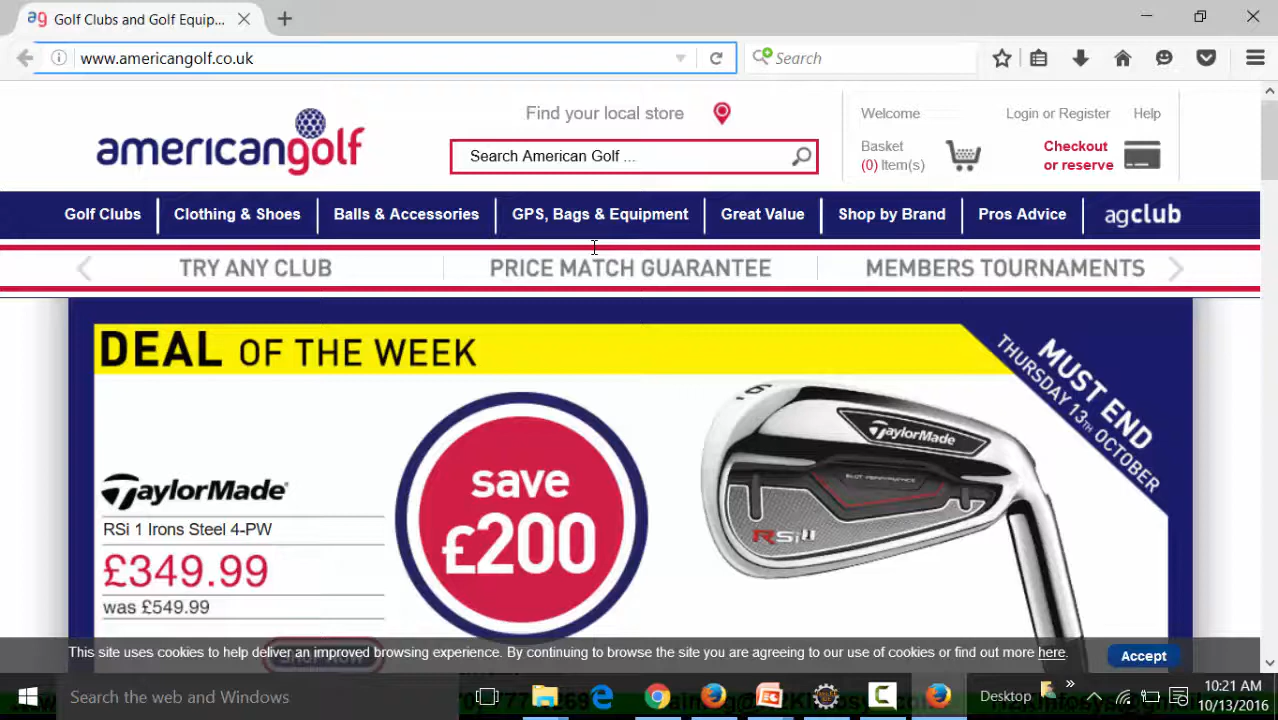 ag Golf Clubs and Golf Equip...
www.americangolf.co.uk
Search
americangolf
Find your local store
Search American Golf ...
Welcome
Login or Register
Help
Basket
(0) Item(s)
Checkout
or reserve
Golf Clubs
Clothing & Shoes
Balls & Accessories
GPS, Bags & Equipment
Great Value
Shop by Brand
Pros Advice
agclub
TRY ANY CLUB
PRICE MATCH GUARANTEE
MEMBERS TOURNAMENTS
DEAL OF THE WEEK
MUST END
THURSDAY 13TH OCTOBER
TaylorMade
RSi 1 Irons Steel 4-PW
£349.99
was £549.99
save
£200
6
TaylorMade
RSi 1
This site uses cookies to help deliver an improved browsing experience. By continuing to browse the site you are agreeing to our use of cookies or find out more here.
Accept
Search the web and Windows
Desktop
10:21 AM
10/13/2016